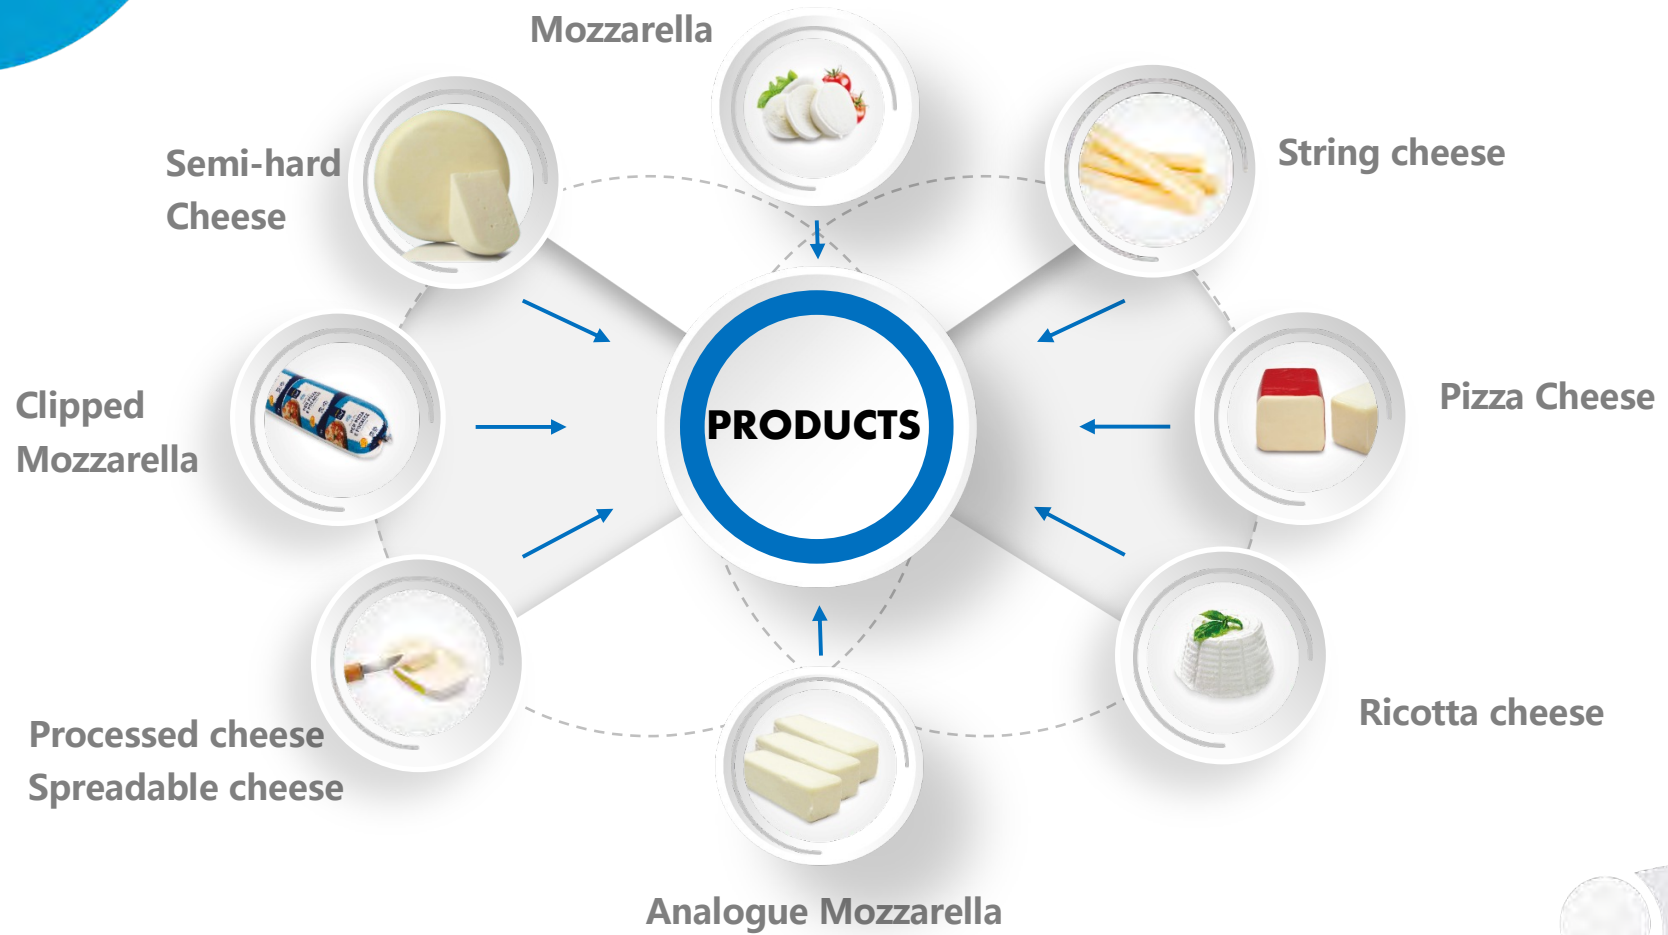 Mozzarella
String cheese
Semi-hard
Cheese
Clipped
Mozzarella
PRODUCTS
Pizza Cheese
Ricotta cheese
Processed cheese
Spreadable cheese
Analogue Mozzarella